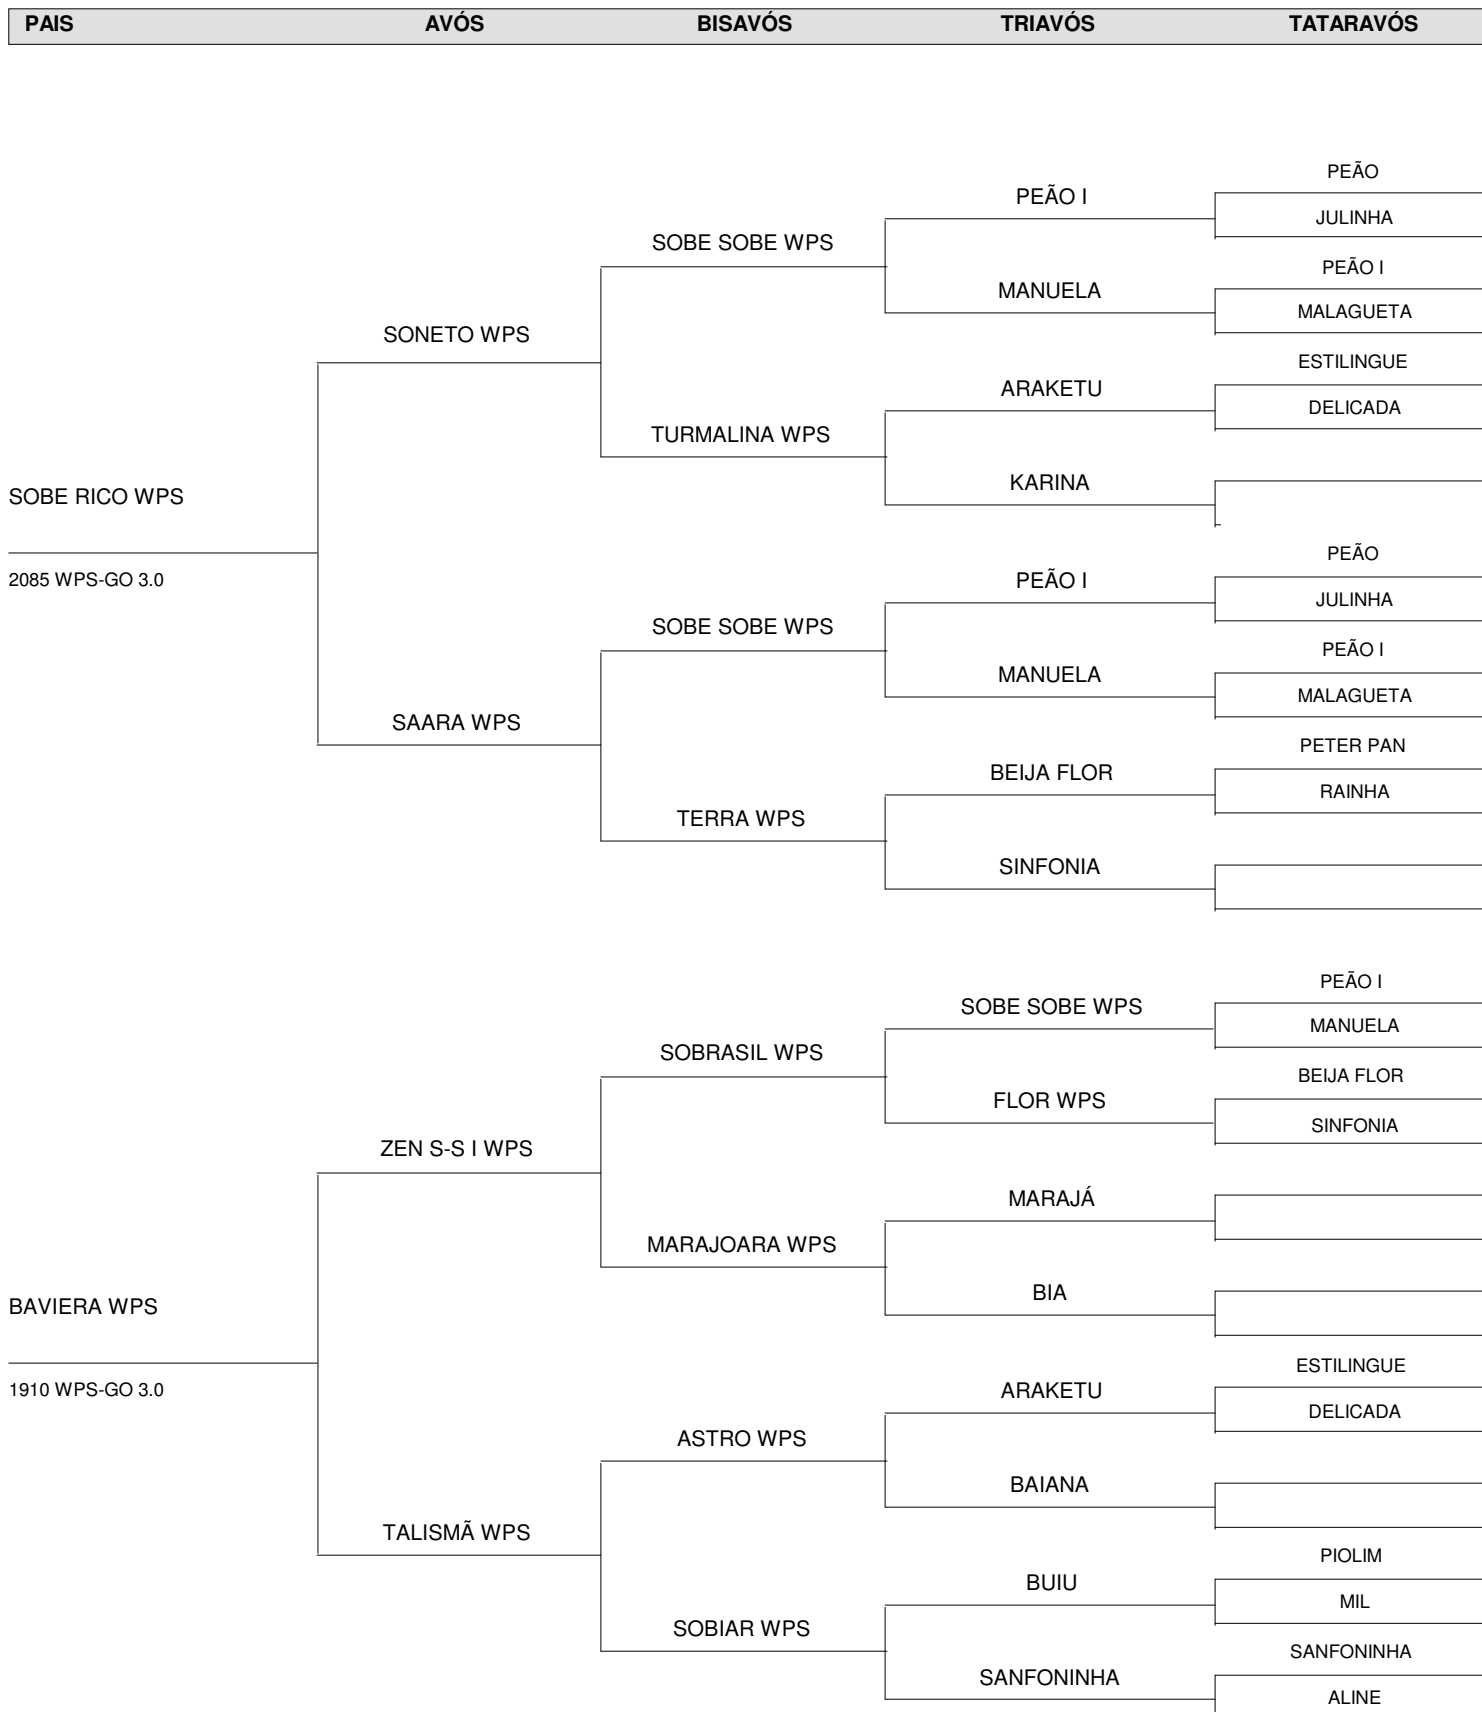 PAIS AVÓS BISAVÓS TRIAVÓS TATARAVÓS
PEÃO
PEÃO I
JULINHA
SOBE SOBE WPS
PEÃO I
MANUELA
MALAGUETA
SONETO WPS
ESTILINGUE
ARAKETU
DELICADA
TURMALINA WPS
KARINA
SOBE RICO WPS
PEÃO
2085 WPS-GO 3.0
PEÃO I
JULINHA
SOBE SOBE WPS
PEÃO I
MANUELA
MALAGUETA
SAARA WPS
PETER PAN
BEIJA FLOR
RAINHA
TERRA WPS
SINFONIA
PEÃO I
SOBE SOBE WPS
MANUELA
SOBRASIL WPS
BEIJA FLOR
FLOR WPS
SINFONIA
ZEN S-S I WPS
MARAJÁ
MARAJOARA WPS
BIA
BAVIERA WPS
ESTILINGUE
1910 WPS-GO 3.0
ARAKETU
DELICADA
ASTRO WPS
BAIANA
TALISMÃ WPS
PIOLIM
BUIU
MIL
SOBIAR WPS
SANFONINHA
SANFONINHA
ALINE